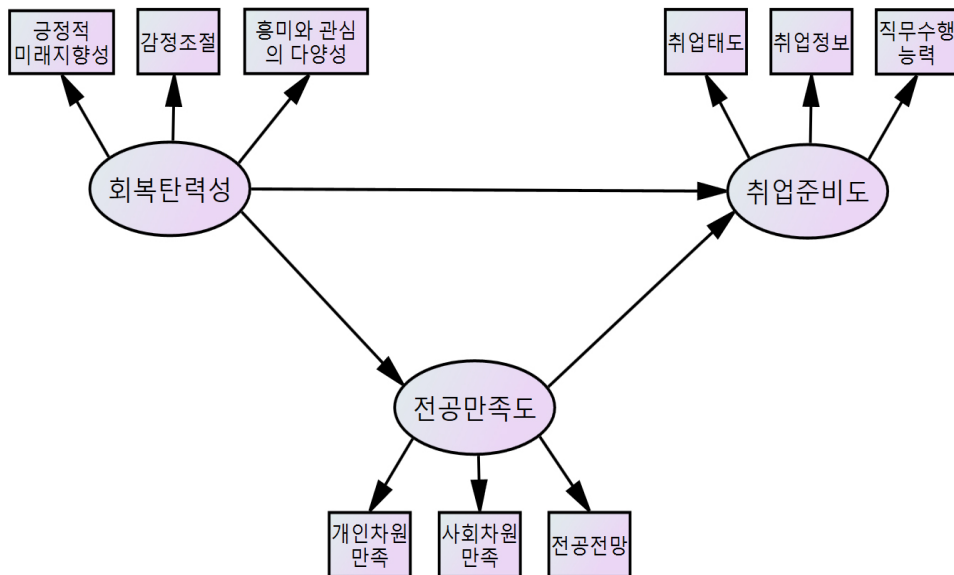 긍정적
미래지향성
감정조절
흥미와 관심
의 다양성
취업태도
취업정보
직무수행
능력
회복탄력성
취업준비도
전공만족도
개인차원
만족
사회차원
만족
전공전망